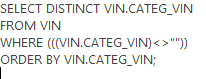 SELECT DISTINCT VIN.CATEG_VIN
FROM VIN
WHERE (((VIN.CATEG_VIN)<>""))
ORDER BY VIN.CATEG_VIN;